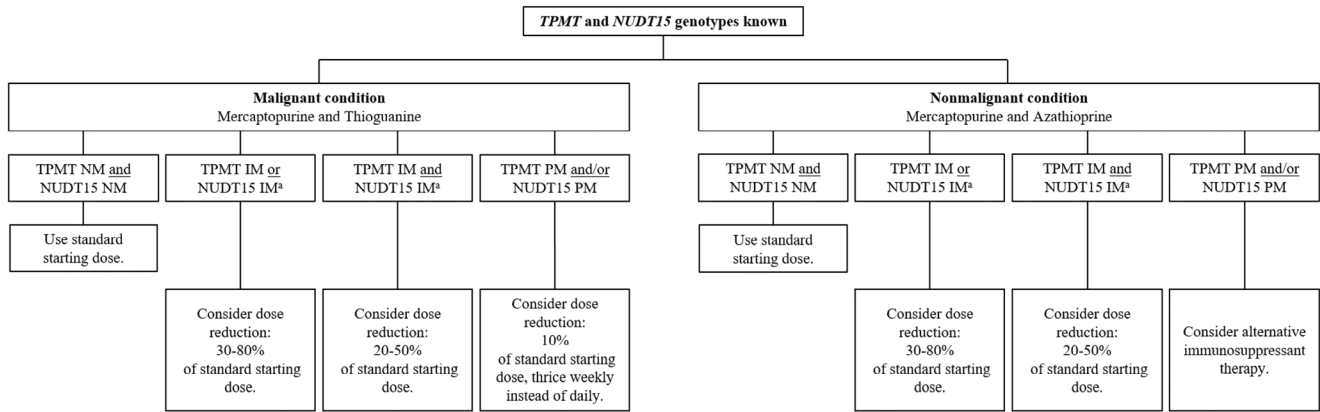 TPMT and NUDT15 genotypes known
Malignant condition
Mercaptopurine and Thioguanine
TPMT NM and
NUDT15 NM
Use standard
starting dose.
TPMT IM or
NUDT15 IMᵃ
Consider dose
reduction:
30-80%
of standard starting
dose.
TPMT IM and
NUDT15 IMᵃ
Consider dose
reduction:
20-50%
of standard starting
dose.
TPMT PM and/or
NUDT15 PM
Consider dose
reduction:
10%
of standard starting
dose, thrice weekly
instead of daily.
Nonmalignant condition
Mercaptopurine and Azathioprine
TPMT NM and
NUDT15 NM
Use standard
starting dose.
TPMT IM or
NUDT15 IMᵃ
Consider dose
reduction:
30-80%
of standard starting
dose.
TPMT IM and
NUDT15 IMᵃ
Consider dose
reduction:
20-50%
of standard starting
dose.
TPMT PM and/or
NUDT15 PM
Consider alternative
immunosuppressant
therapy.